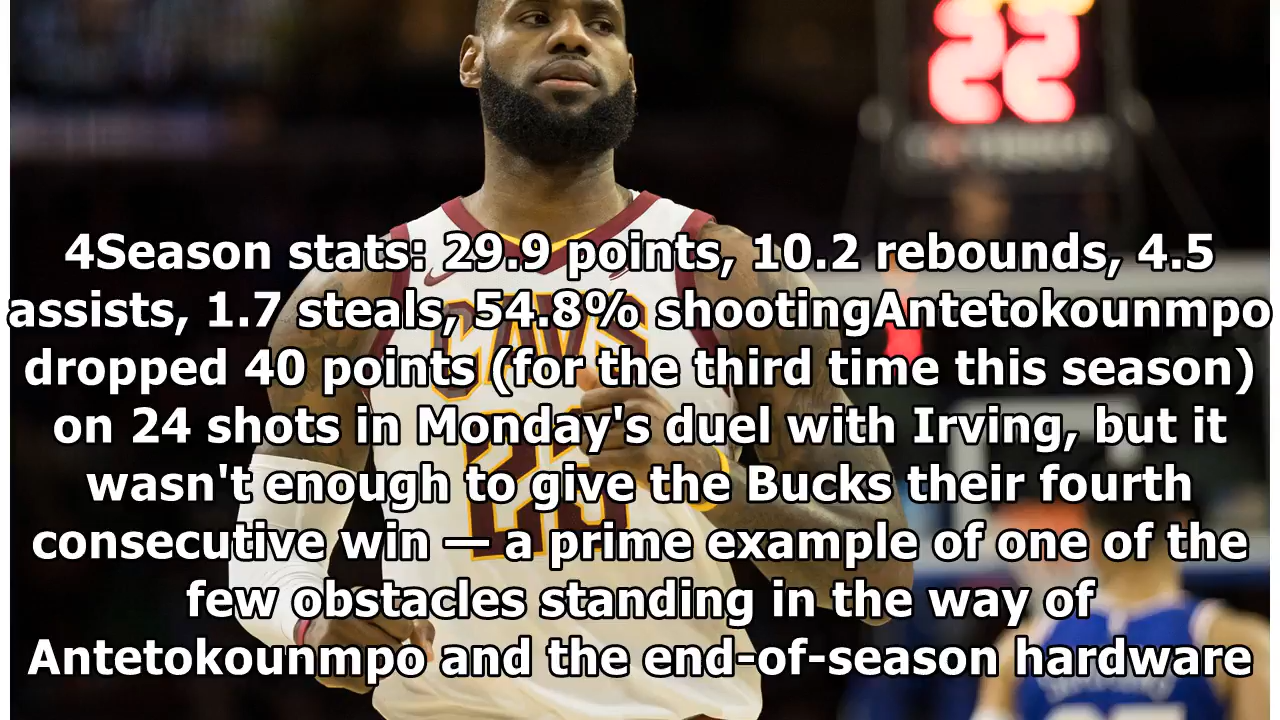 22
4Season stats: 29.9 points, 10.2 rebounds, 4.5
assists, 1.7 steals, 54.8% shootingAntetokounmpo
dropped 40 points (for the third time this season)
on 24 shots in Monday's duel with Irving, but it
wasn't enough to give the Bucks their fourth
consecutive win — a prime example of one of the
few obstacles standing in the way of
Antetokounmpo and the end-of-season hardware
CAVS
23